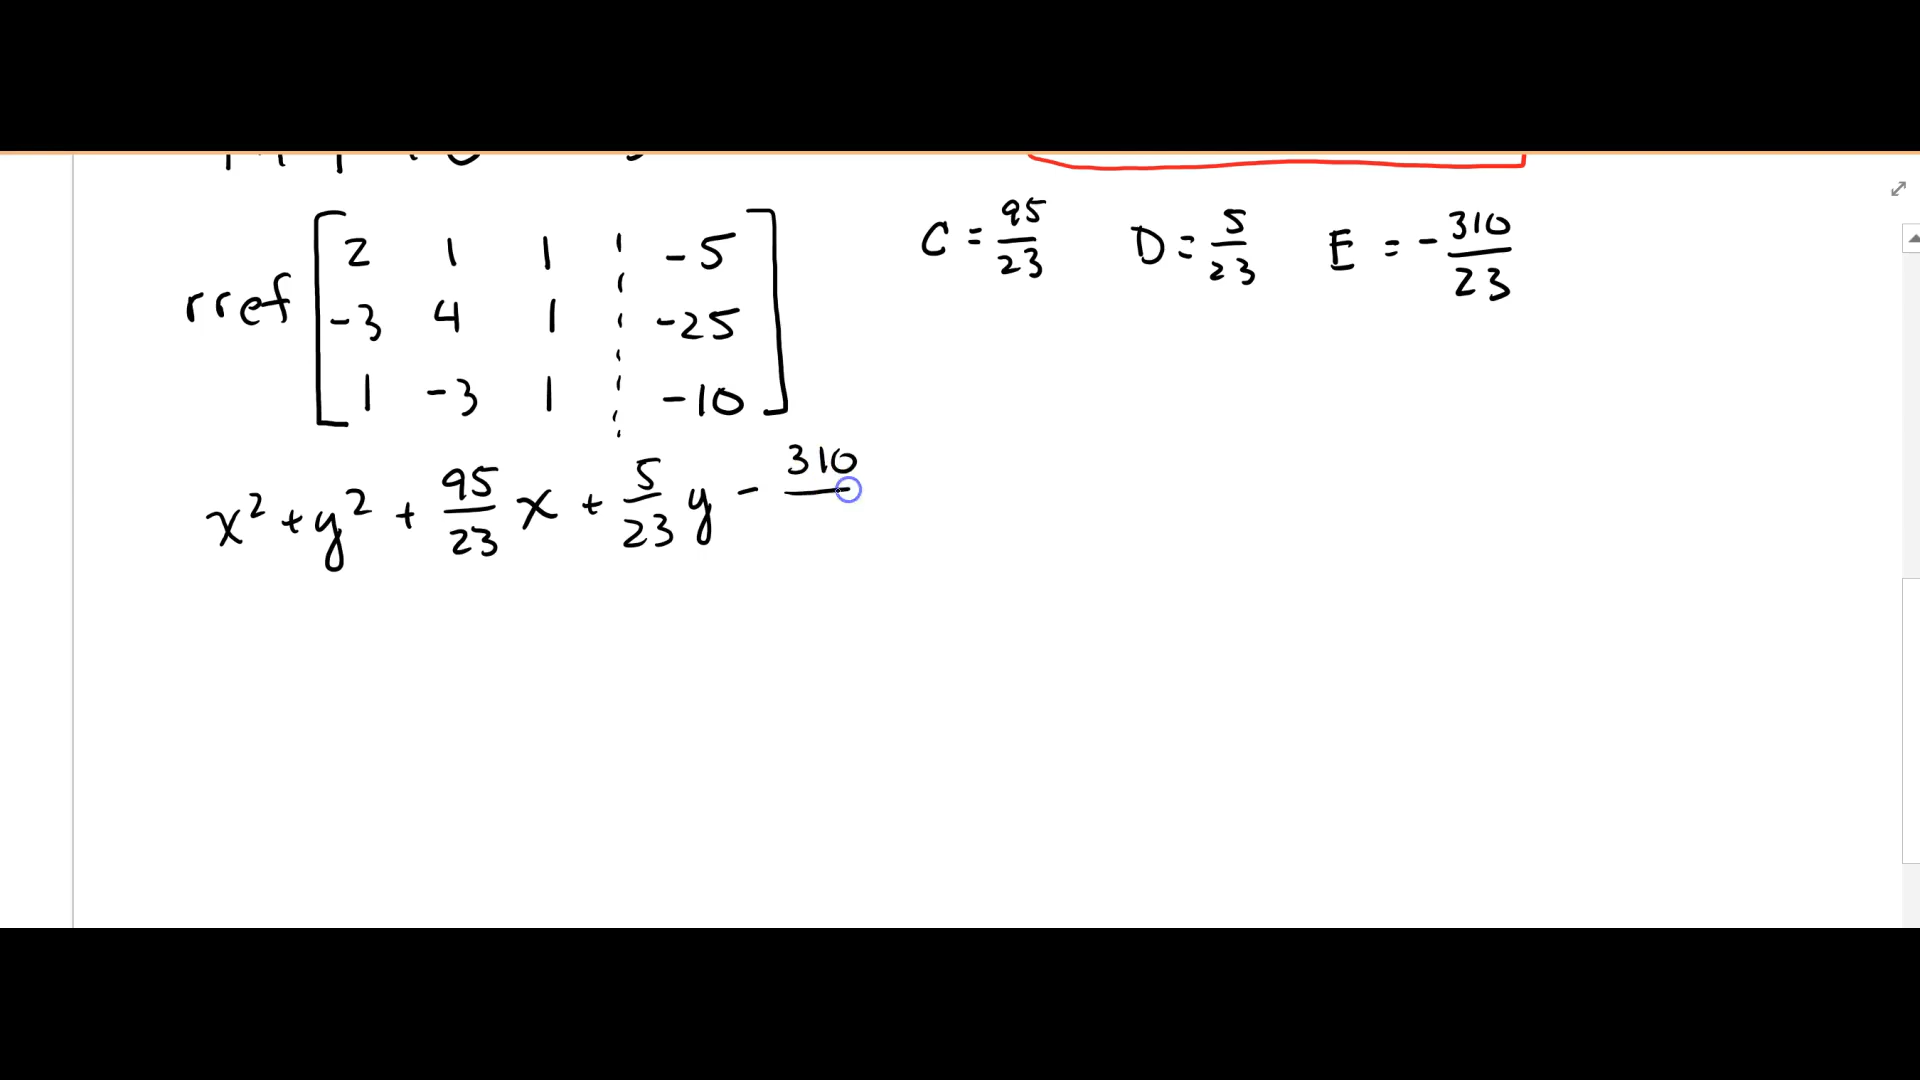 rref [2 1 1 ¦ -5
-3 4 1 ¦ -25
1 -3 1 ¦ -10]
C = 95/23 D = 5/23 E = -310/23
x² + y² + 95/23 x + 5/23 y - 310